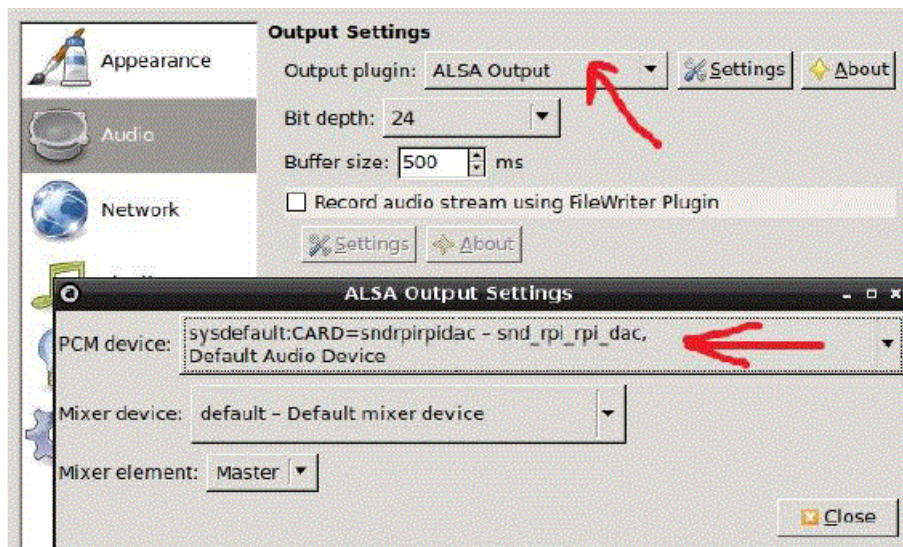 Output Settings
Appearance
Output plugin: ALSA Output Settings About
Audio
Bit depth: 24
Buffer size: 500 ms
Network
Record audio stream using FileWriter Plugin
Settings About
ALSA Output Settings
PCM device: sysdefault:CARD=sndrpirpidac – snd_rpi_rpi_dac,
Default Audio Device
Mixer device: default – Default mixer device
Mixer element: Master
Close